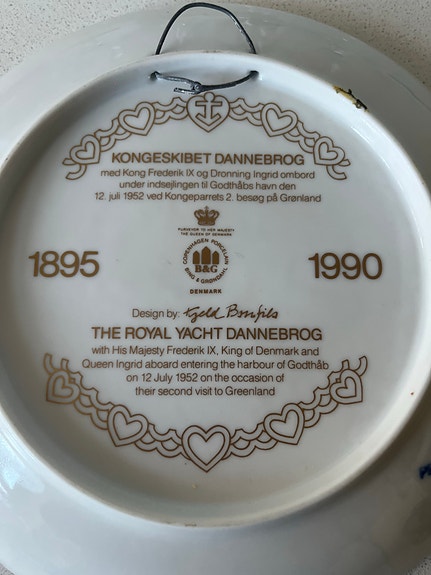 KONGESKIBET DANNEBROG
med Kong Frederik IX og Dronning Ingrid ombord
under indsejlingen til Godthåbs havn den
12. juli 1952 ved Kongeparrets 2. besøg på Grønland
PURVEYOR TO HER MAJESTY
THE QUEEN OF DENMARK
1895
COPENHAGEN PORCELAIN
B&G
BING & GRØNDAHL
DENMARK
1990
Design by: Kjeld Bonfils
THE ROYAL YACHT DANNEBROG
with His Majesty Frederik IX, King of Denmark and
Queen Ingrid aboard entering the harbour of Godthåb
on 12 July 1952 on the occasion of
their second visit to Greenland